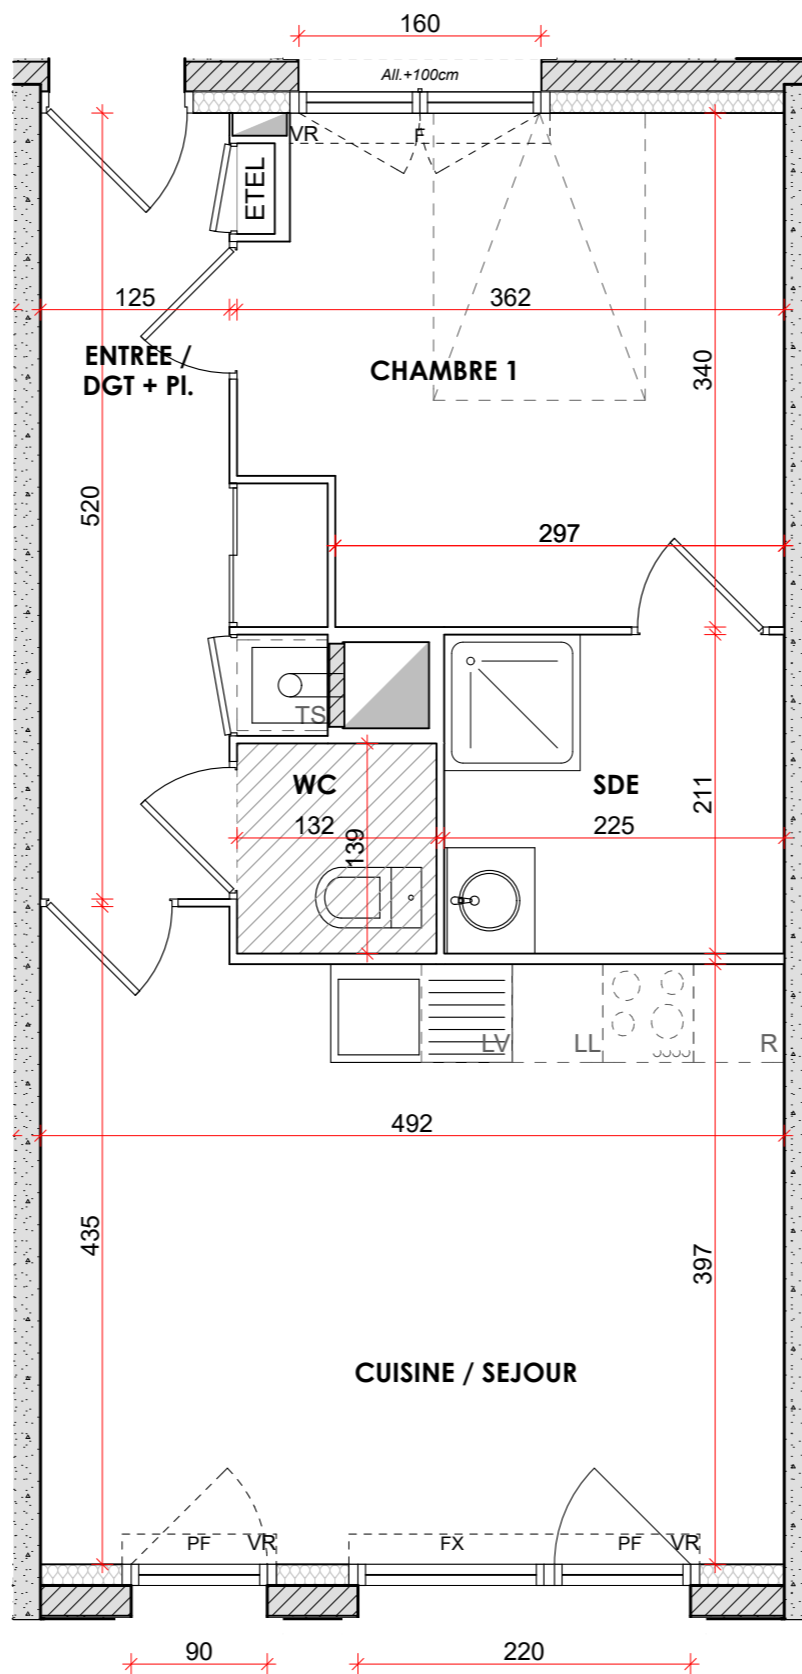 160
All.+100cm
VR
F
ETEL
125
362
ENTREE /
DGT + Pl.
CHAMBRE 1
340
520
297
TS
WC
SDE
132
139
225
211
LV
LL
R
492
435
397
CUISINE / SEJOUR
PF
VR
FX
PF
VR
90
220